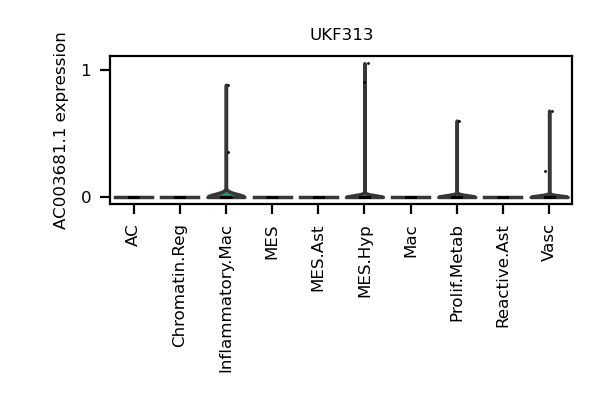 UKF313
AC003681.1 expression
1
0
AC
Chromatin.Reg
Inflammatory.Mac
MES
MES.Ast
MES.Hyp
Mac
Prolif.Metab
Reactive.Ast
Vasc